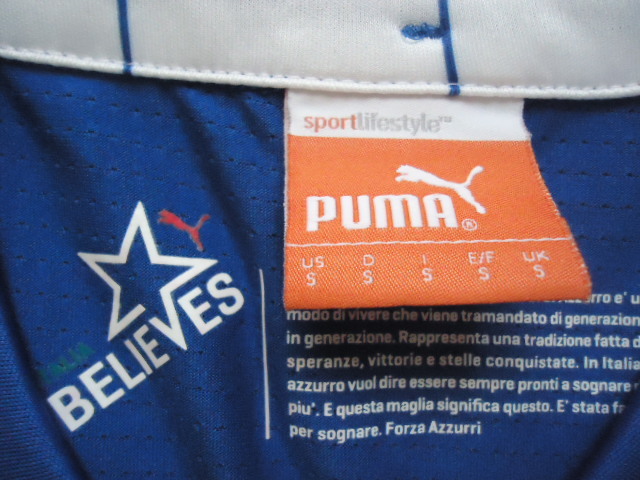 sportlifestyle™
PUMA®
US D I E/F UK
S S S S S
ITALIA
BELIEVES
modo di vivere che viene tramandato di generazione
in generazione. Rappresenta una tradizione fatta d
speranze, vittorie e stelle conquistate. In Italia
azzurro vuol dire essere sempre pronti a sognare
piu'. E questa maglia significa questo. E' stata f
per sognare. Forza Azzurri